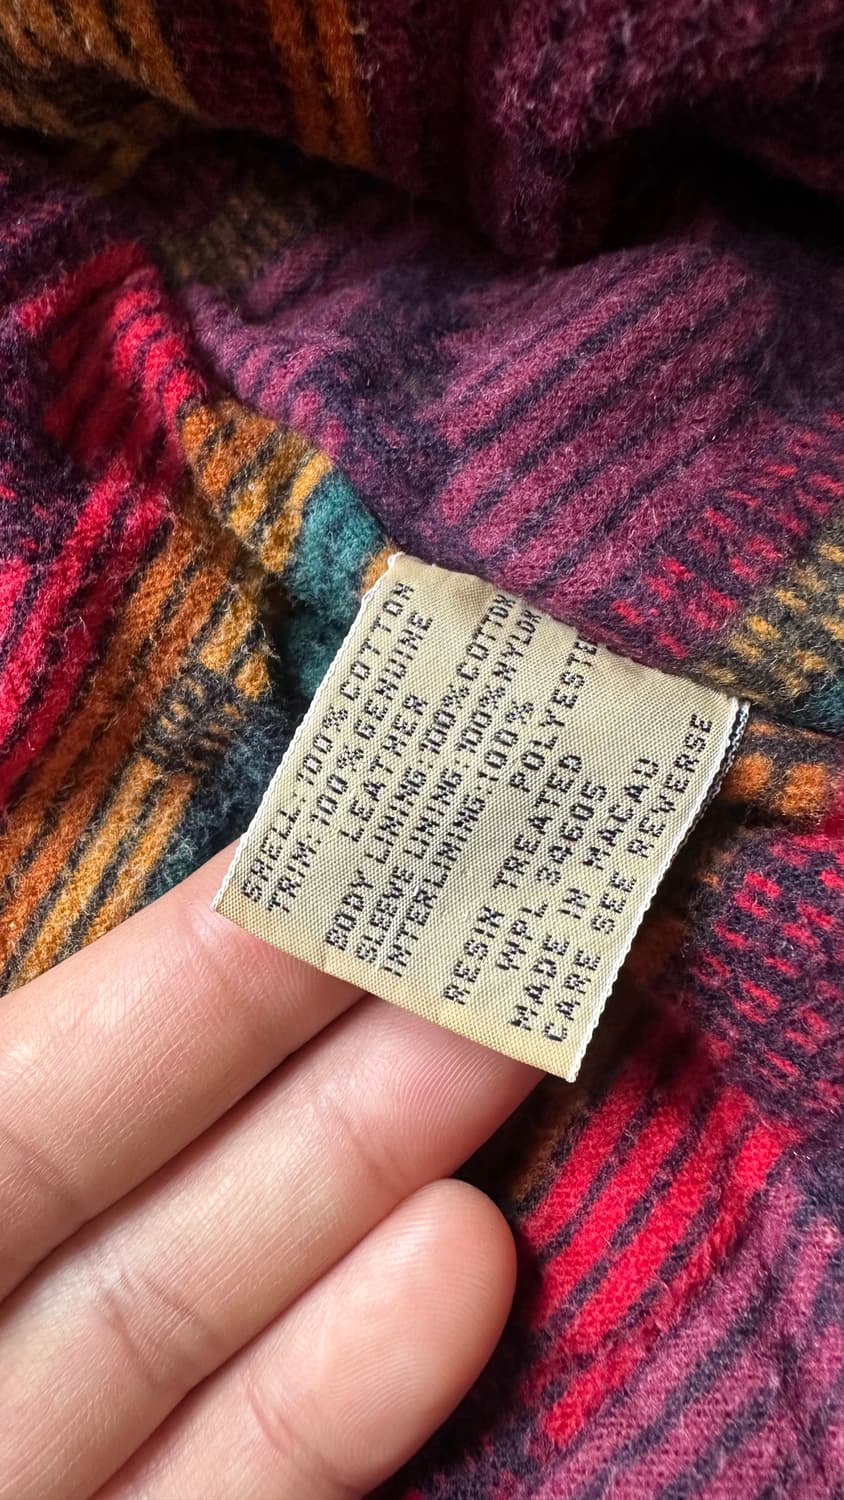 SHELL: 100% COTTON
TRIM: 100% GENUINE
LEATHER
BODY LINING: 100% COTTON
SLEEVE LINING: 100% NYLON
INTERLINING: 100%
POLYESTER
RESIN TREATED
WPL 39605
MADE IN MACAU
CARE SEE REVERSE